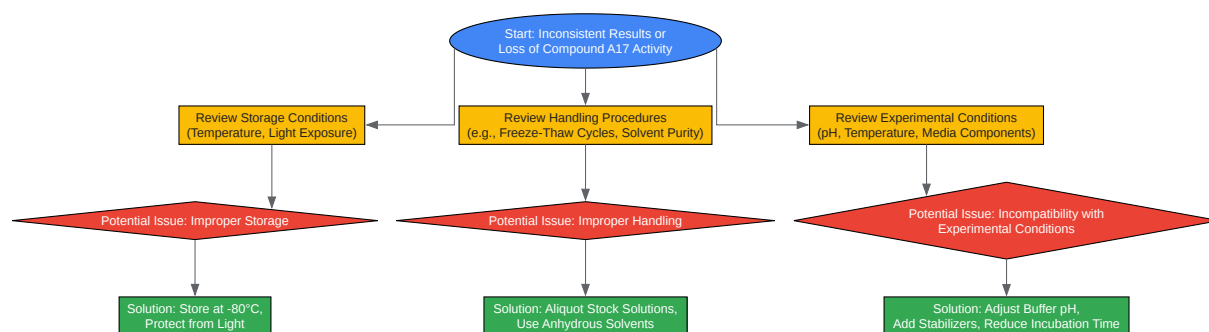 Start: Inconsistent Results or
Loss of Compound A17 Activity
Review Storage Conditions
(Temperature, Light Exposure)
Review Handling Procedures
(e.g., Freeze-Thaw Cycles, Solvent Purity)
Review Experimental Conditions
(pH, Temperature, Media Components)
Potential Issue: Improper Storage
Potential Issue: Improper Handling
Potential Issue: Incompatibility with
Experimental Conditions
Solution: Store at -80°C,
Protect from Light
Solution: Aliquot Stock Solutions,
Use Anhydrous Solvents
Solution: Adjust Buffer pH,
Add Stabilizers, Reduce Incubation Time